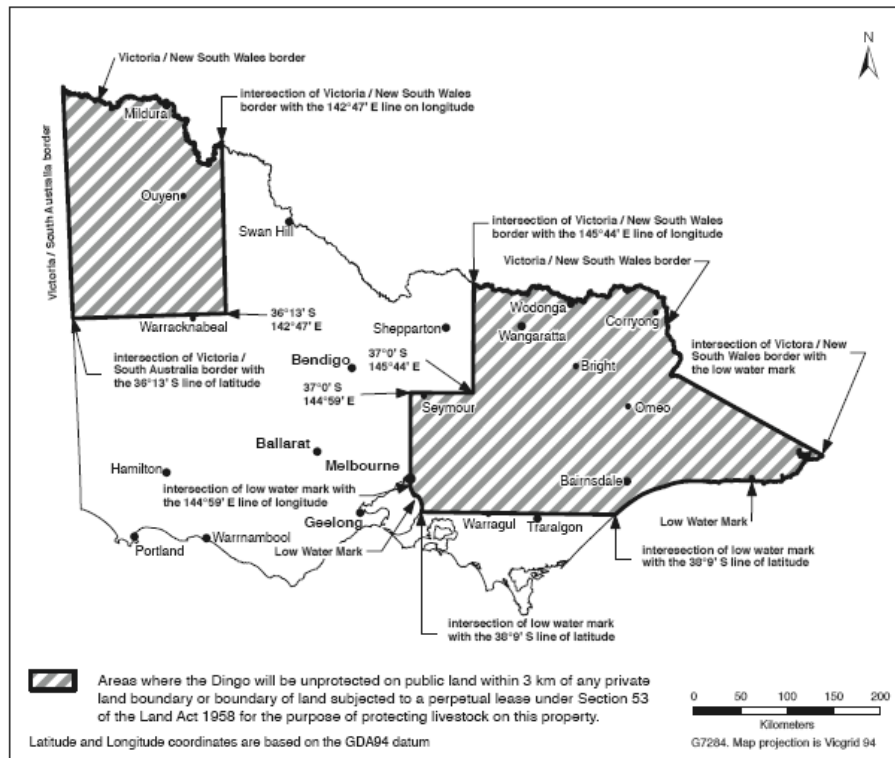 N
Victoria / New South Wales border
intersection of Victoria / New South Wales
border with the 142°47' E line on longitude
Mildura
Victoria / South Australia border
Ouyen
Swan Hill
intersection of Victoria / New South Wales
border with the 145°44' E line of longitude
Victoria / New South Wales border
Wodonga
Corryong
Wangaratta
Shepparton
36°13' S
142°47' E
Warracknabeal
intersection of Victoria /
South Australia border with
the 36°13' S line of latitude
Bendigo
37°0' S
145°44' E
37°0' S
144°59' E
intersection of Victora / New
South Wales border with
the low water mark
Bright
Seymour
Omeo
Ballarat
Hamilton
Melbourne
Bairnsdale
intersection of low water mark with
the 144°59' E line of longitude
Geelong
Low Water Mark
Warragul
Traralgon
Low Water Mark
Portland
Warrnambool
interesection of low water mark
with the 38°9' S line of latitude
intersection of low water mark
with the 38°9' S line of latitude
Areas where the Dingo will be unprotected on public land within 3 km of any private
land boundary or boundary of land subjected to a perpetual lease under Section 53
of the Land Act 1958 for the purpose of protecting livestock on this property.
0 50 100 150 200
Kilometers
Latitude and Longitude coordinates are based on the GDA94 datum
G7284. Map projection is Vicgrid 94